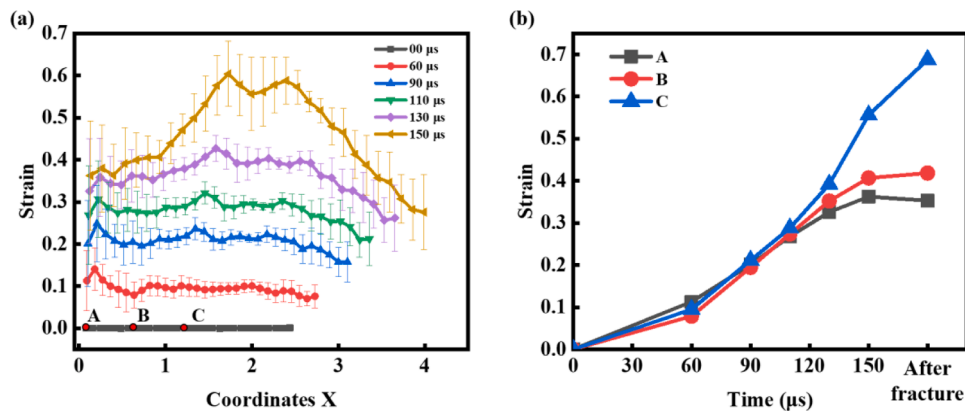 (a)
0.7
0.6
0.5
0.4
0.3
0.2
0.1
0.0
Strain
00 μs
60 μs
90 μs
110 μs
130 μs
150 μs
A
B
C
0
1
2
3
4
Coordinates X
(b)
0.7
0.6
0.5
0.4
0.3
0.2
0.1
0.0
Strain
A
B
C
0
30
60
90
120
150
After
fracture
Time (μs)